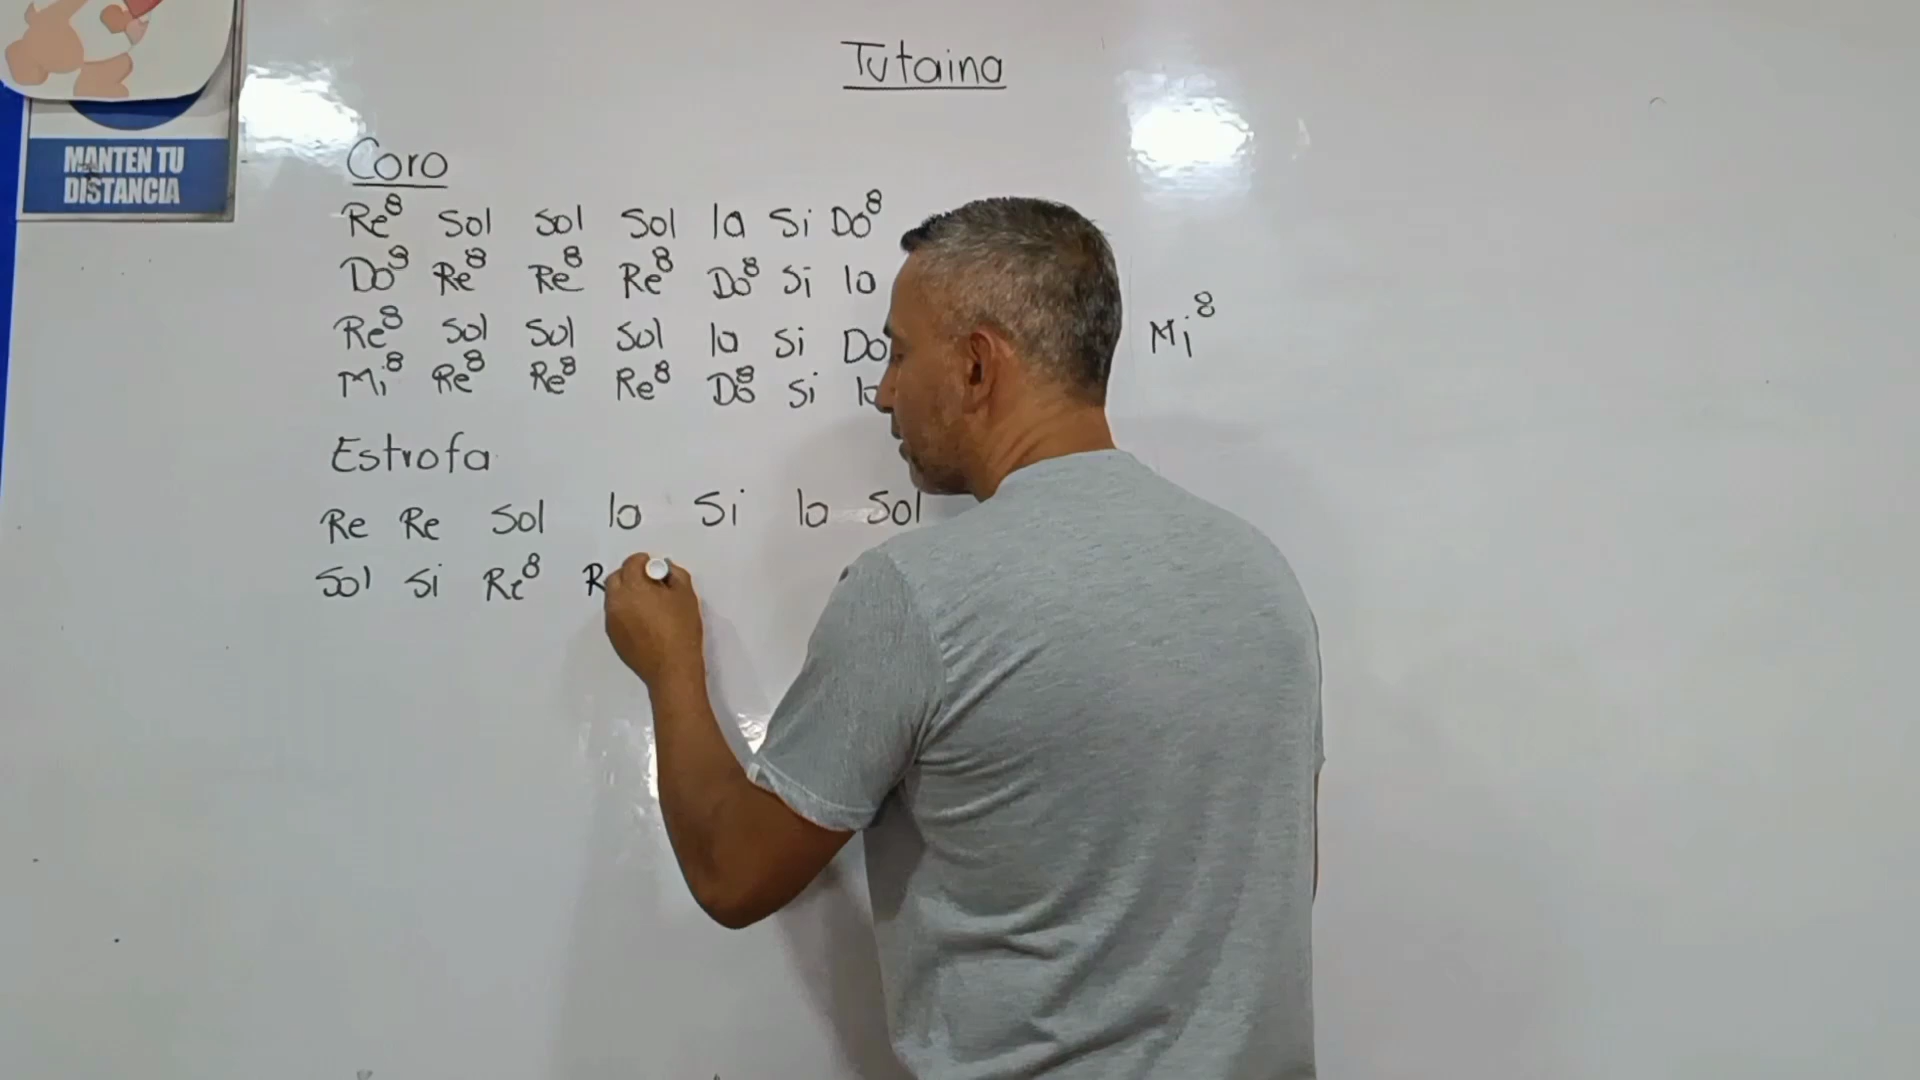 Tutaina
MANTEN TU
DISTANCIA
Coro
Re⁸ Sol Sol Sol la Si Do⁸
Do⁸ Re⁸ Re⁸ Re⁸ Do⁸ Si la
Re⁸ Sol Sol Sol la Si Do
Mi⁸
Mi⁸ Re⁸ Re⁸ Re⁸ Do⁸ Si la
Estrofa
Re Re Sol la Si la Sol
Sol Si Re⁸ R